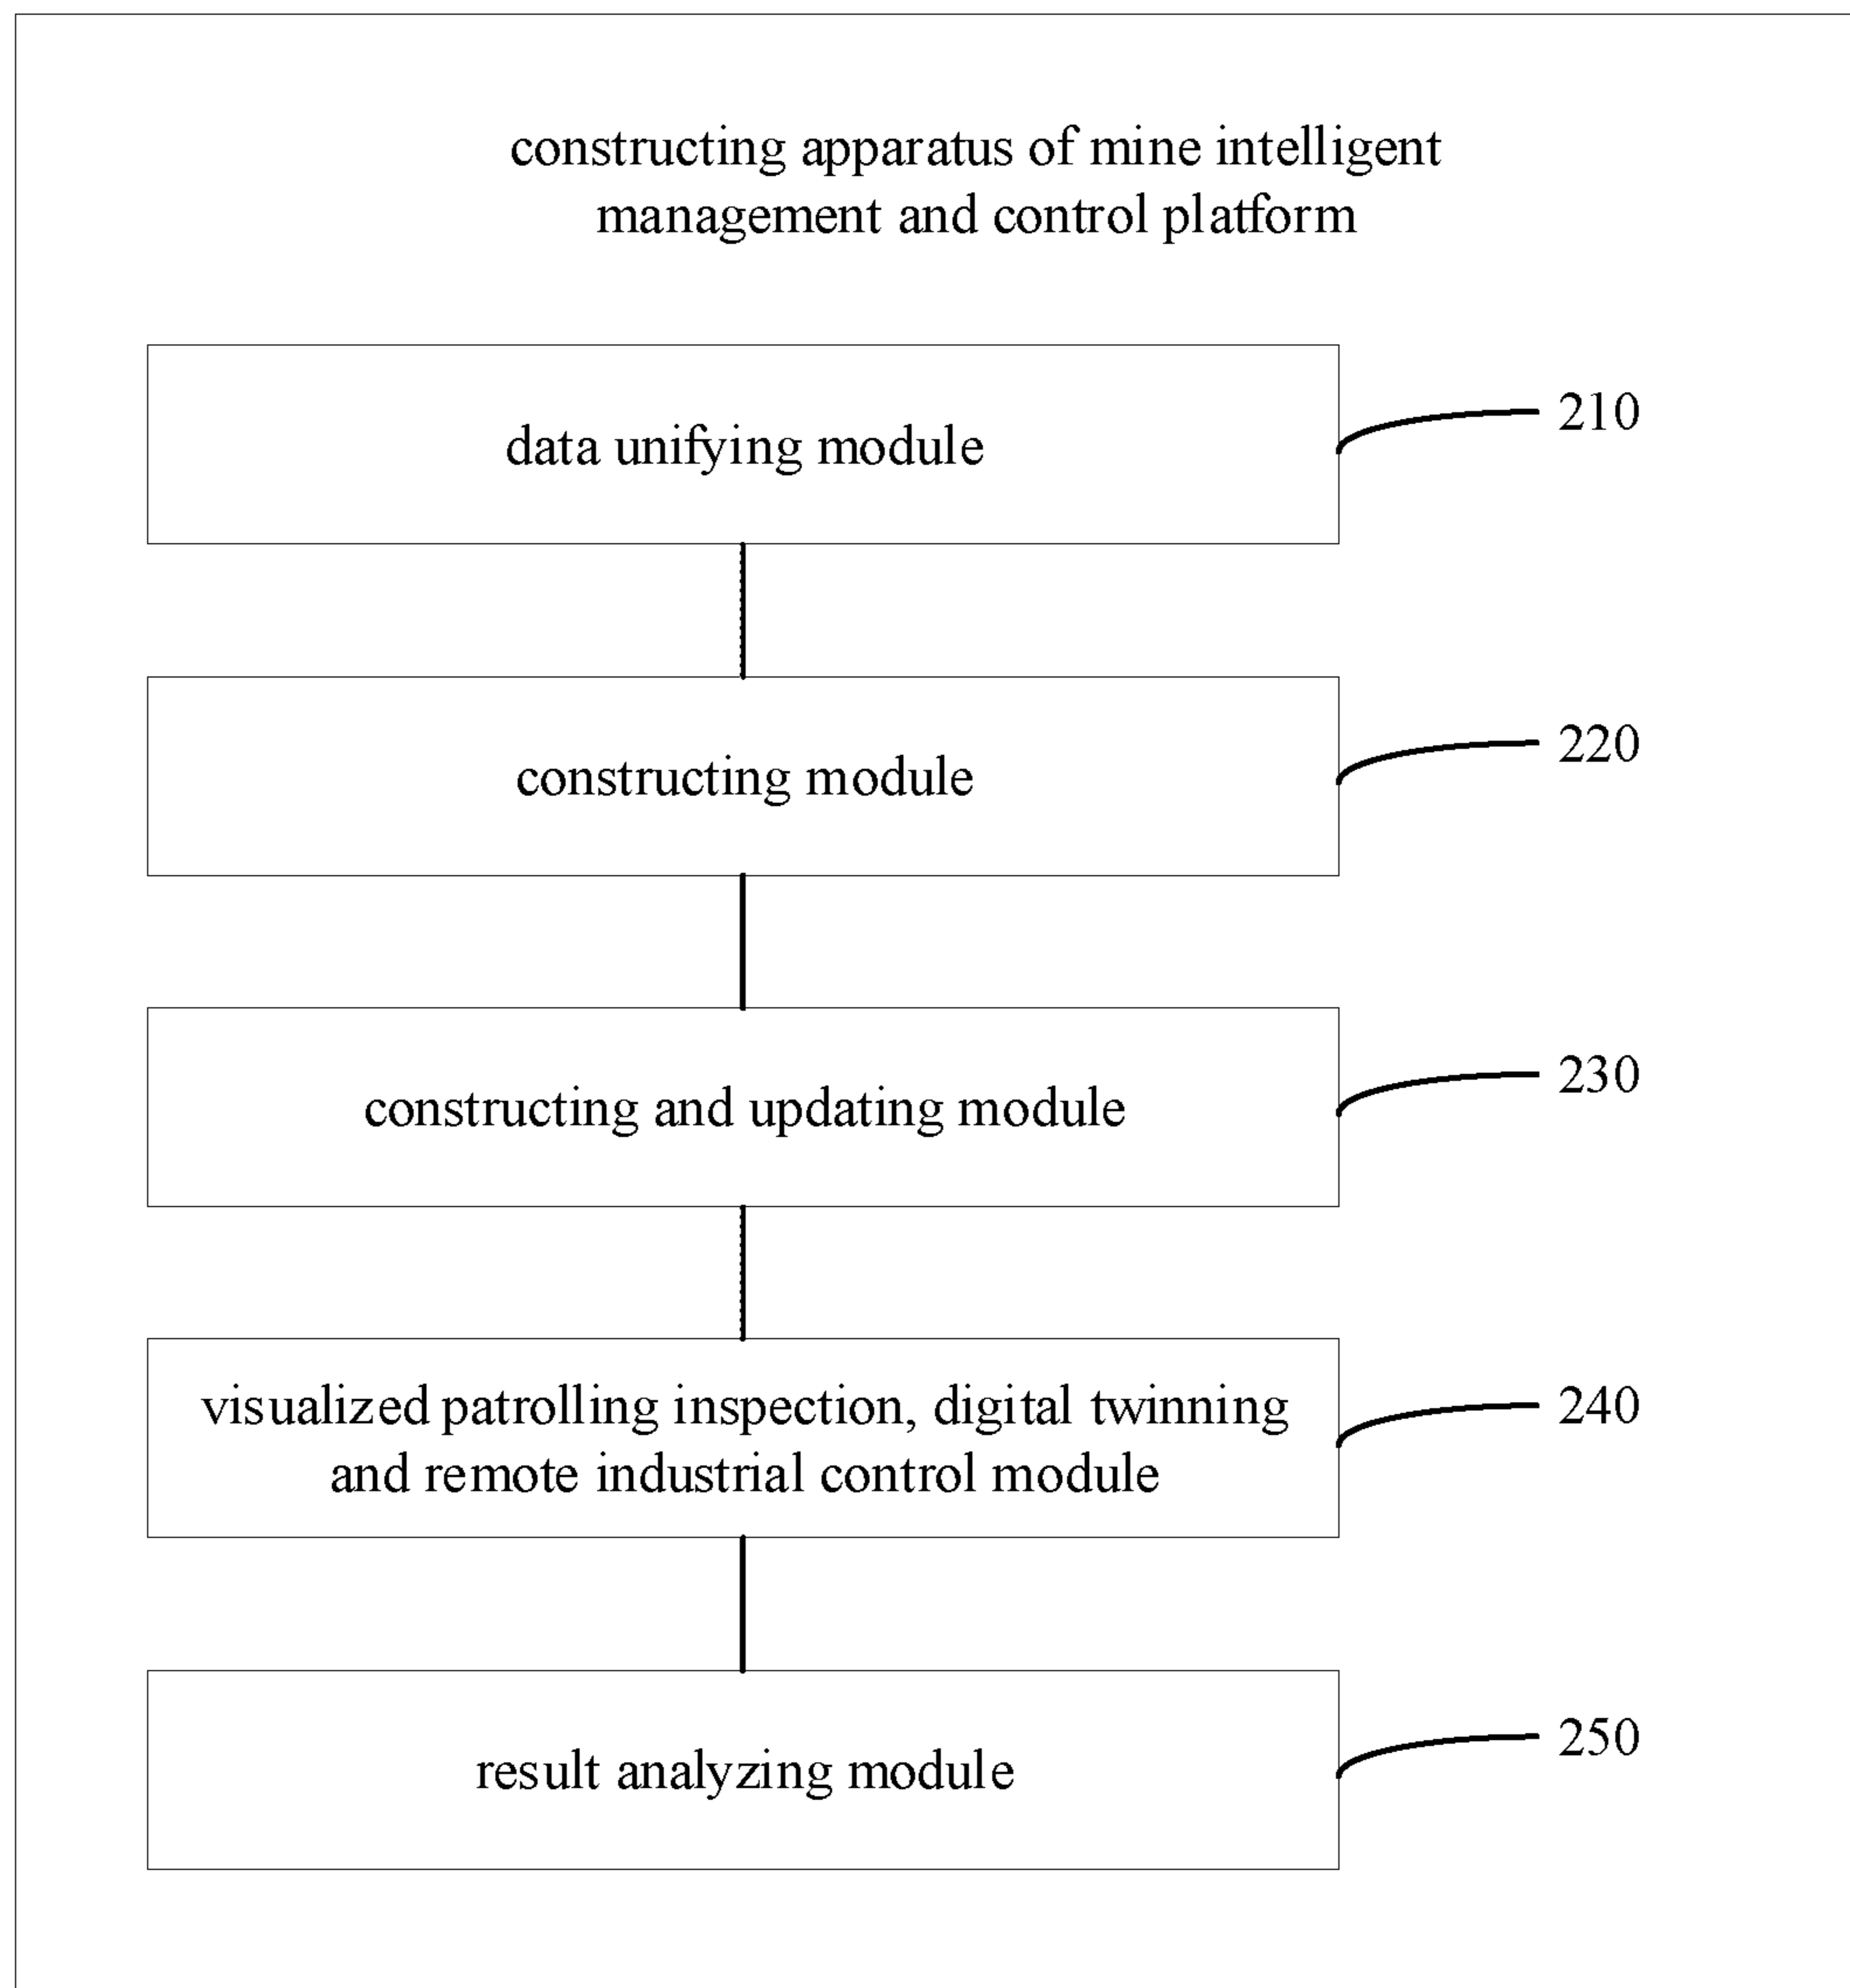 constructing apparatus of mine intelligent
management and control platform
data unifying module
210
constructing module
220
constructing and updating module
230
visualized patrolling inspection, digital twinning
and remote industrial control module
240
result analyzing module
250